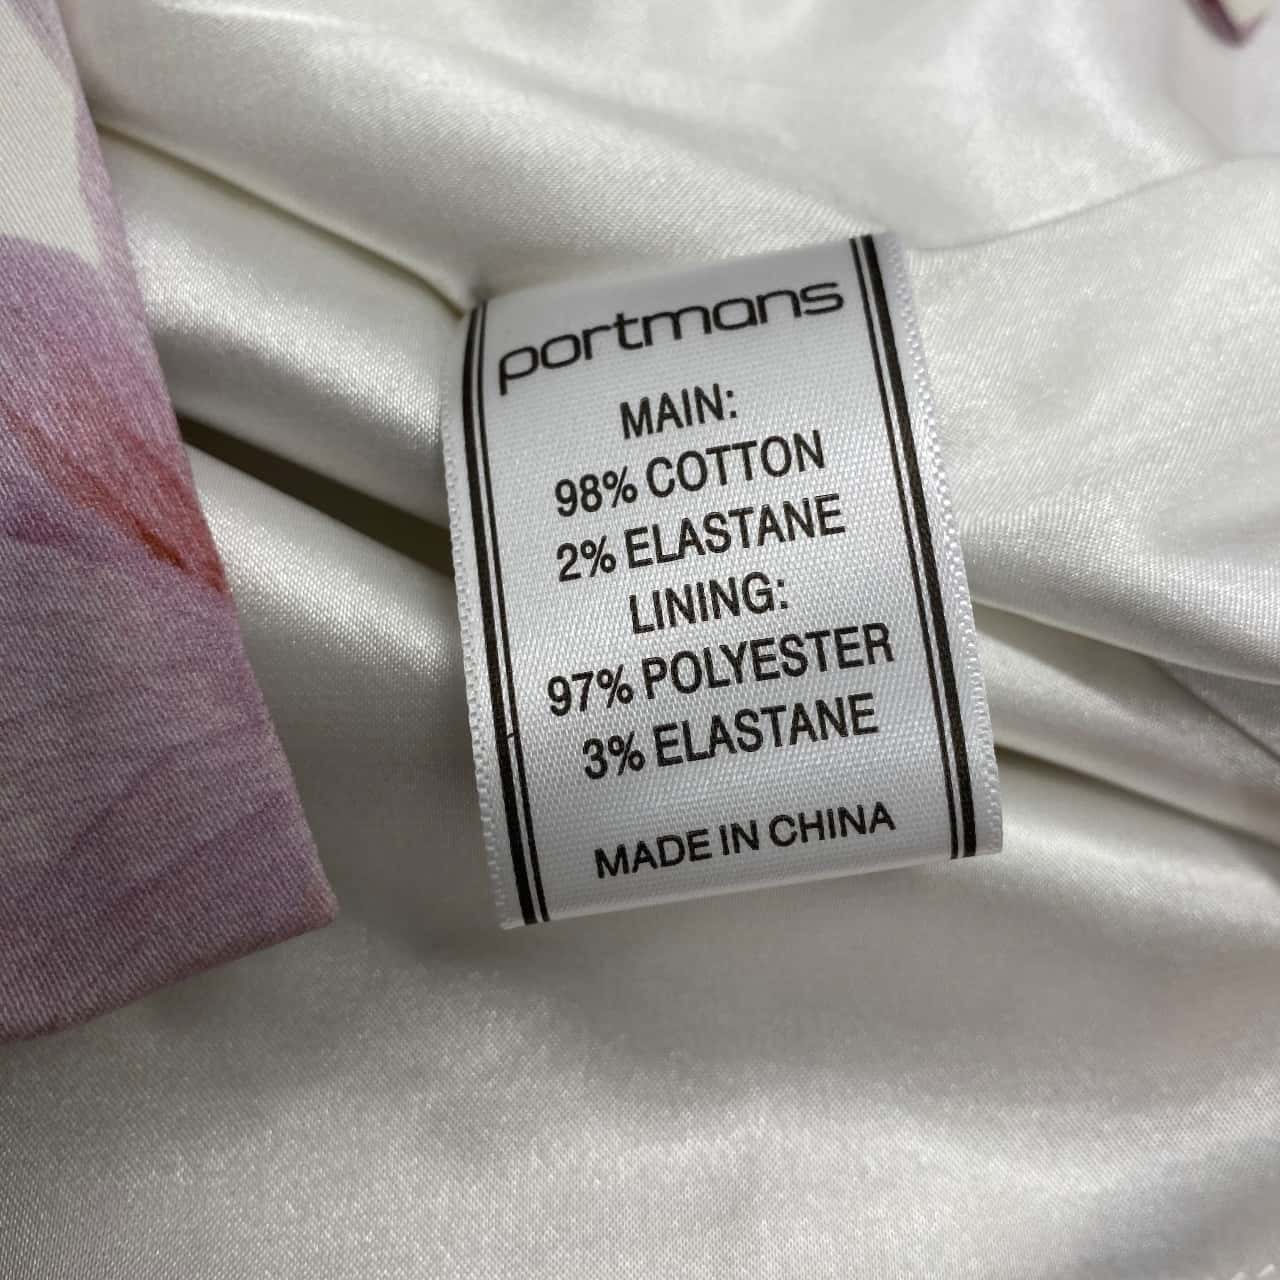 portmans
MAIN:
98% COTTON
2% ELASTANE
LINING:
97% POLYESTER
3% ELASTANE
MADE IN CHINA